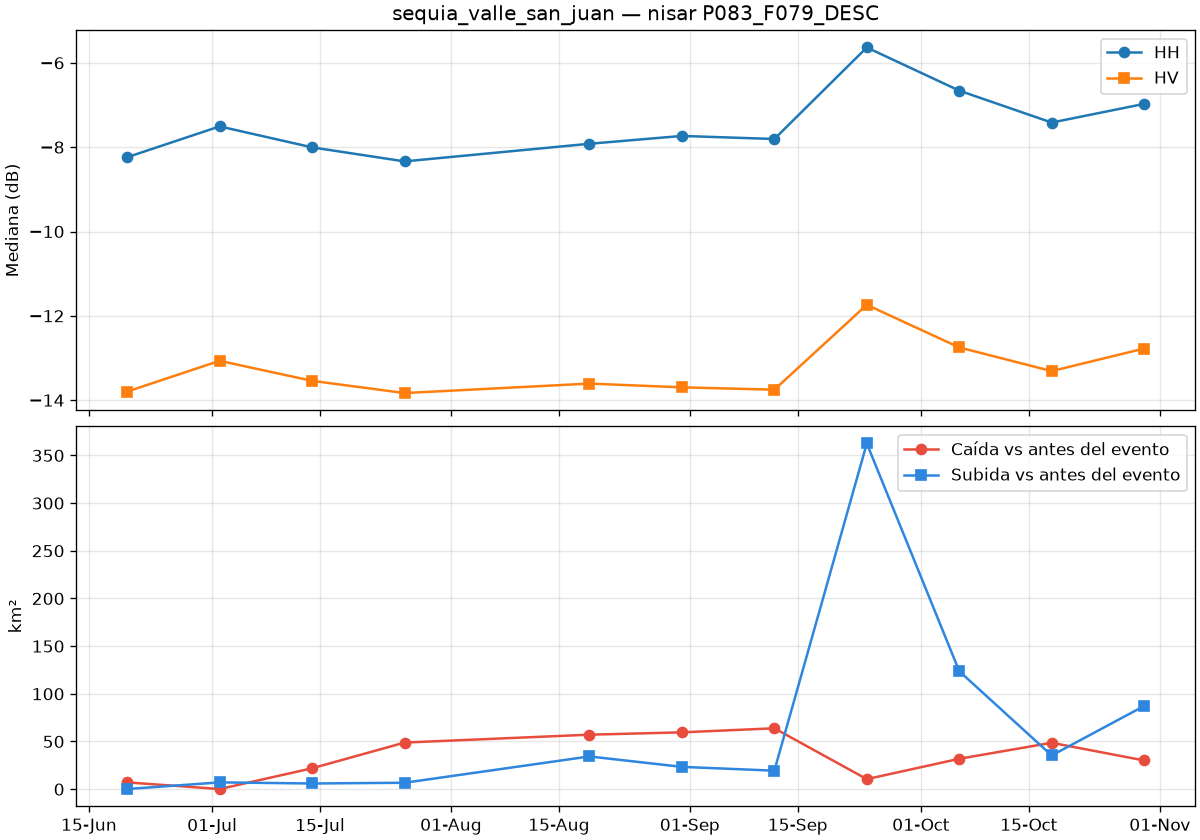 sequia_valle_san_juan — nisar P083_F079_DESC
HH
HV
Mediana (dB)
−6
−8
−10
−12
−14
Caída vs antes del evento
Subida vs antes del evento
km²
350
300
250
200
150
100
50
0
15-Jun 01-Jul 15-Jul 01-Aug 15-Aug 01-Sep 15-Sep 01-Oct 15-Oct 01-Nov